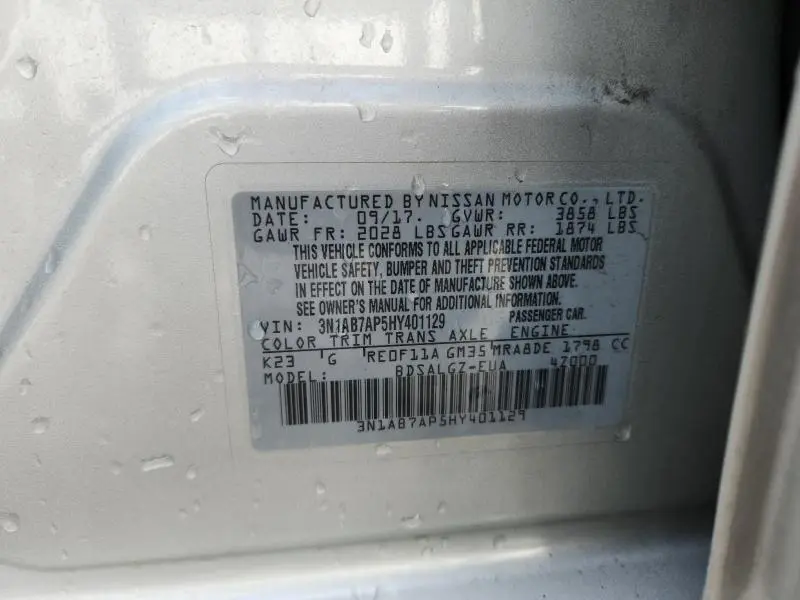 MANUFACTURED BY NISSAN MOTOR CO., LTD.
DATE: 09/17. GVWR: 3858 LBS
GAWR FR: 2028 LBS GAWR RR: 1874 LBS
THIS VEHICLE CONFORMS TO ALL APPLICABLE FEDERAL MOTOR
VEHICLE SAFETY, BUMPER AND THEFT PREVENTION STANDARDS
IN EFFECT ON THE DATE OF MANUFACTURE SHOWN ABOVE.
SEE OWNER'S MANUAL FOR ADDITIONAL INFORMATION.
VIN: 3N1AB7AP5HY401129 PASSENGER CAR.
COLOR TRIM TRANS AXLE ENGINE
K23 G RE0F11A GM35 MRA8DE 1798 CC
MODEL: BDSALGZ-EUA 42000
3N1AB7AP5HY401129